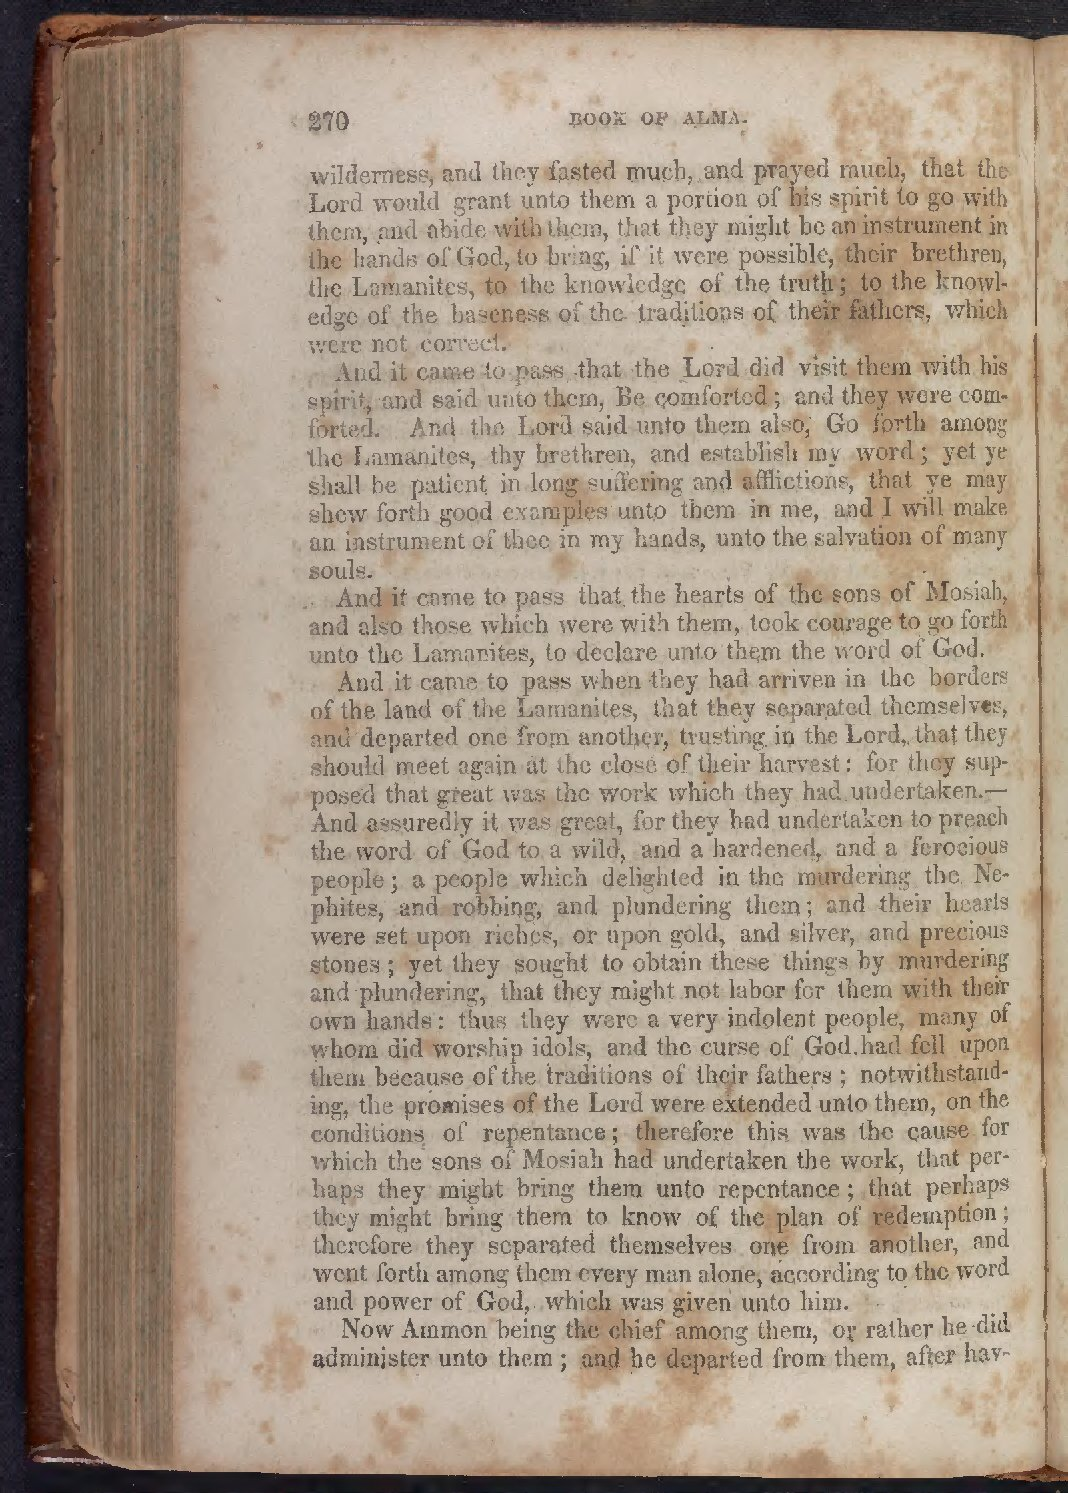 270 BOOK OF ALMA.
wilderness, and they fasted much, and prayed much, that the
Lord would grant unto them a portion of his spirit to go with
them, and abide with them, that they might be an instrument in
the hands of God, to bring, if it were possible, their brethren,
the Lamanites, to the knowledge of the truth; to the knowl-
edge of the baseness of the traditions of their fathers, which
were not correct.
And it came to pass that the Lord did visit them with his
spirit, and said unto them, Be comforted; and they were com-
forted. And the Lord said unto them also, Go forth among
the Lamanites, thy brethren, and establish my word; yet ye
shall be patient in long suffering and afflictions, that ye may
shew forth good examples unto them in me, and I will make
an instrument of thee in my hands, unto the salvation of many
souls.
And it came to pass that the hearts of the sons of Mosiah,
and also those which were with them, took courage to go forth
unto the Lamanites, to declare unto them the word of God.
And it came to pass when they had arriven in the borders
of the land of the Lamanites, that they separated themselves,
and departed one from another, trusting in the Lord, that they
should meet again at the close of their harvest: for they sup-
posed that great was the work which they had undertaken.—
And assuredly it was great, for they had undertaken to preach
the word of God to a wild, and a hardened, and a ferocious
people; a people which delighted in the murdering the Ne-
phites, and robbing, and plundering them; and their hearts
were set upon riches, or upon gold, and silver, and precious
stones; yet they sought to obtain these things by murdering
and plundering, that they might not labor for them with their
own hands: thus they were a very indolent people, many of
whom did worship idols, and the curse of God had fell upon
them because of the traditions of their fathers; notwithstand-
ing, the promises of the Lord were extended unto them, on the
conditions of repentance; therefore this was the cause for
which the sons of Mosiah had undertaken the work, that per-
haps they might bring them unto repentance; that perhaps
they might bring them to know of the plan of redemption;
therefore they separated themselves one from another, and
went forth among them every man alone, according to the word
and power of God, which was given unto him.
Now Ammon being the chief among them, or rather he did
administer unto them; and he departed from them, after hav-